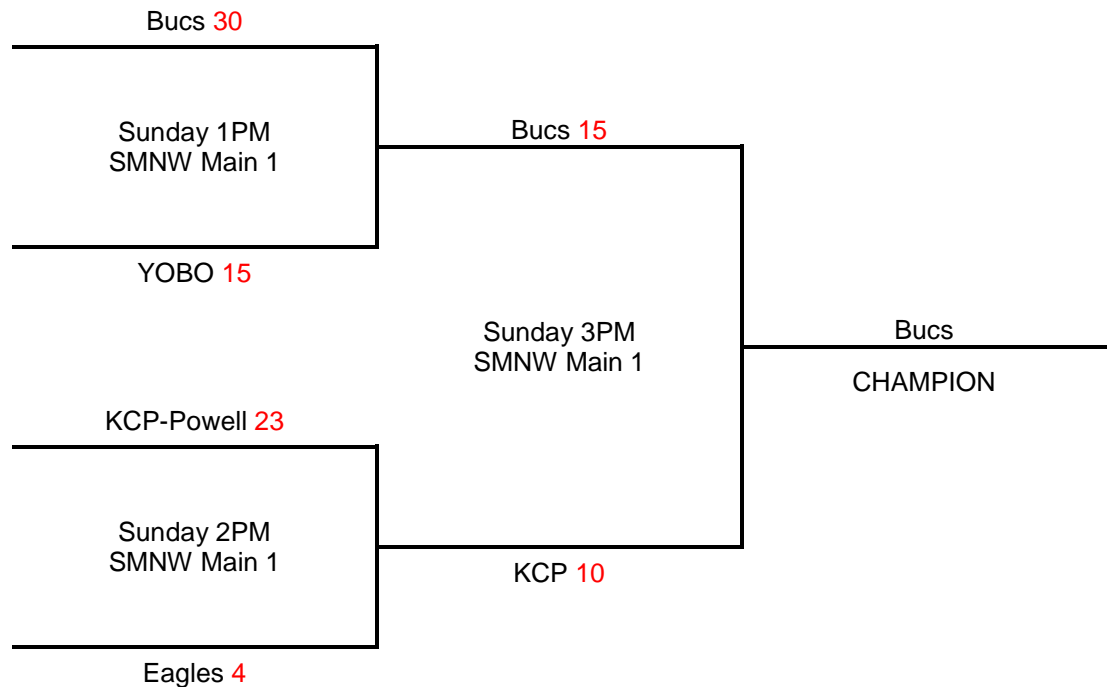 Bucs 30
Sunday 1PM
SMNW Main 1
Bucs 15
YOBO 15
Sunday 3PM
SMNW Main 1
Bucs
CHAMPION
KCP-Powell 23
Sunday 2PM
SMNW Main 1
KCP 10
Eagles 4